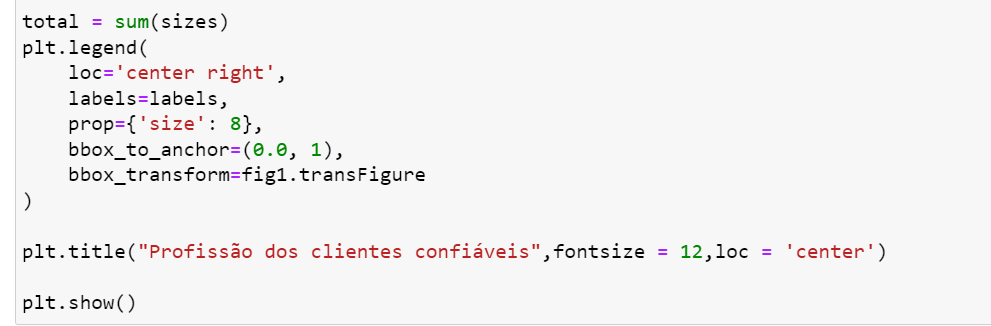 total = sum(sizes)
plt.legend(
    loc='center right',
    labels=labels,
    prop={'size': 8},
    bbox_to_anchor=(0.0, 1),
    bbox_transform=fig1.transFigure
)
plt.title("Profissão dos clientes confiáveis",fontsize = 12,loc = 'center')
plt.show()